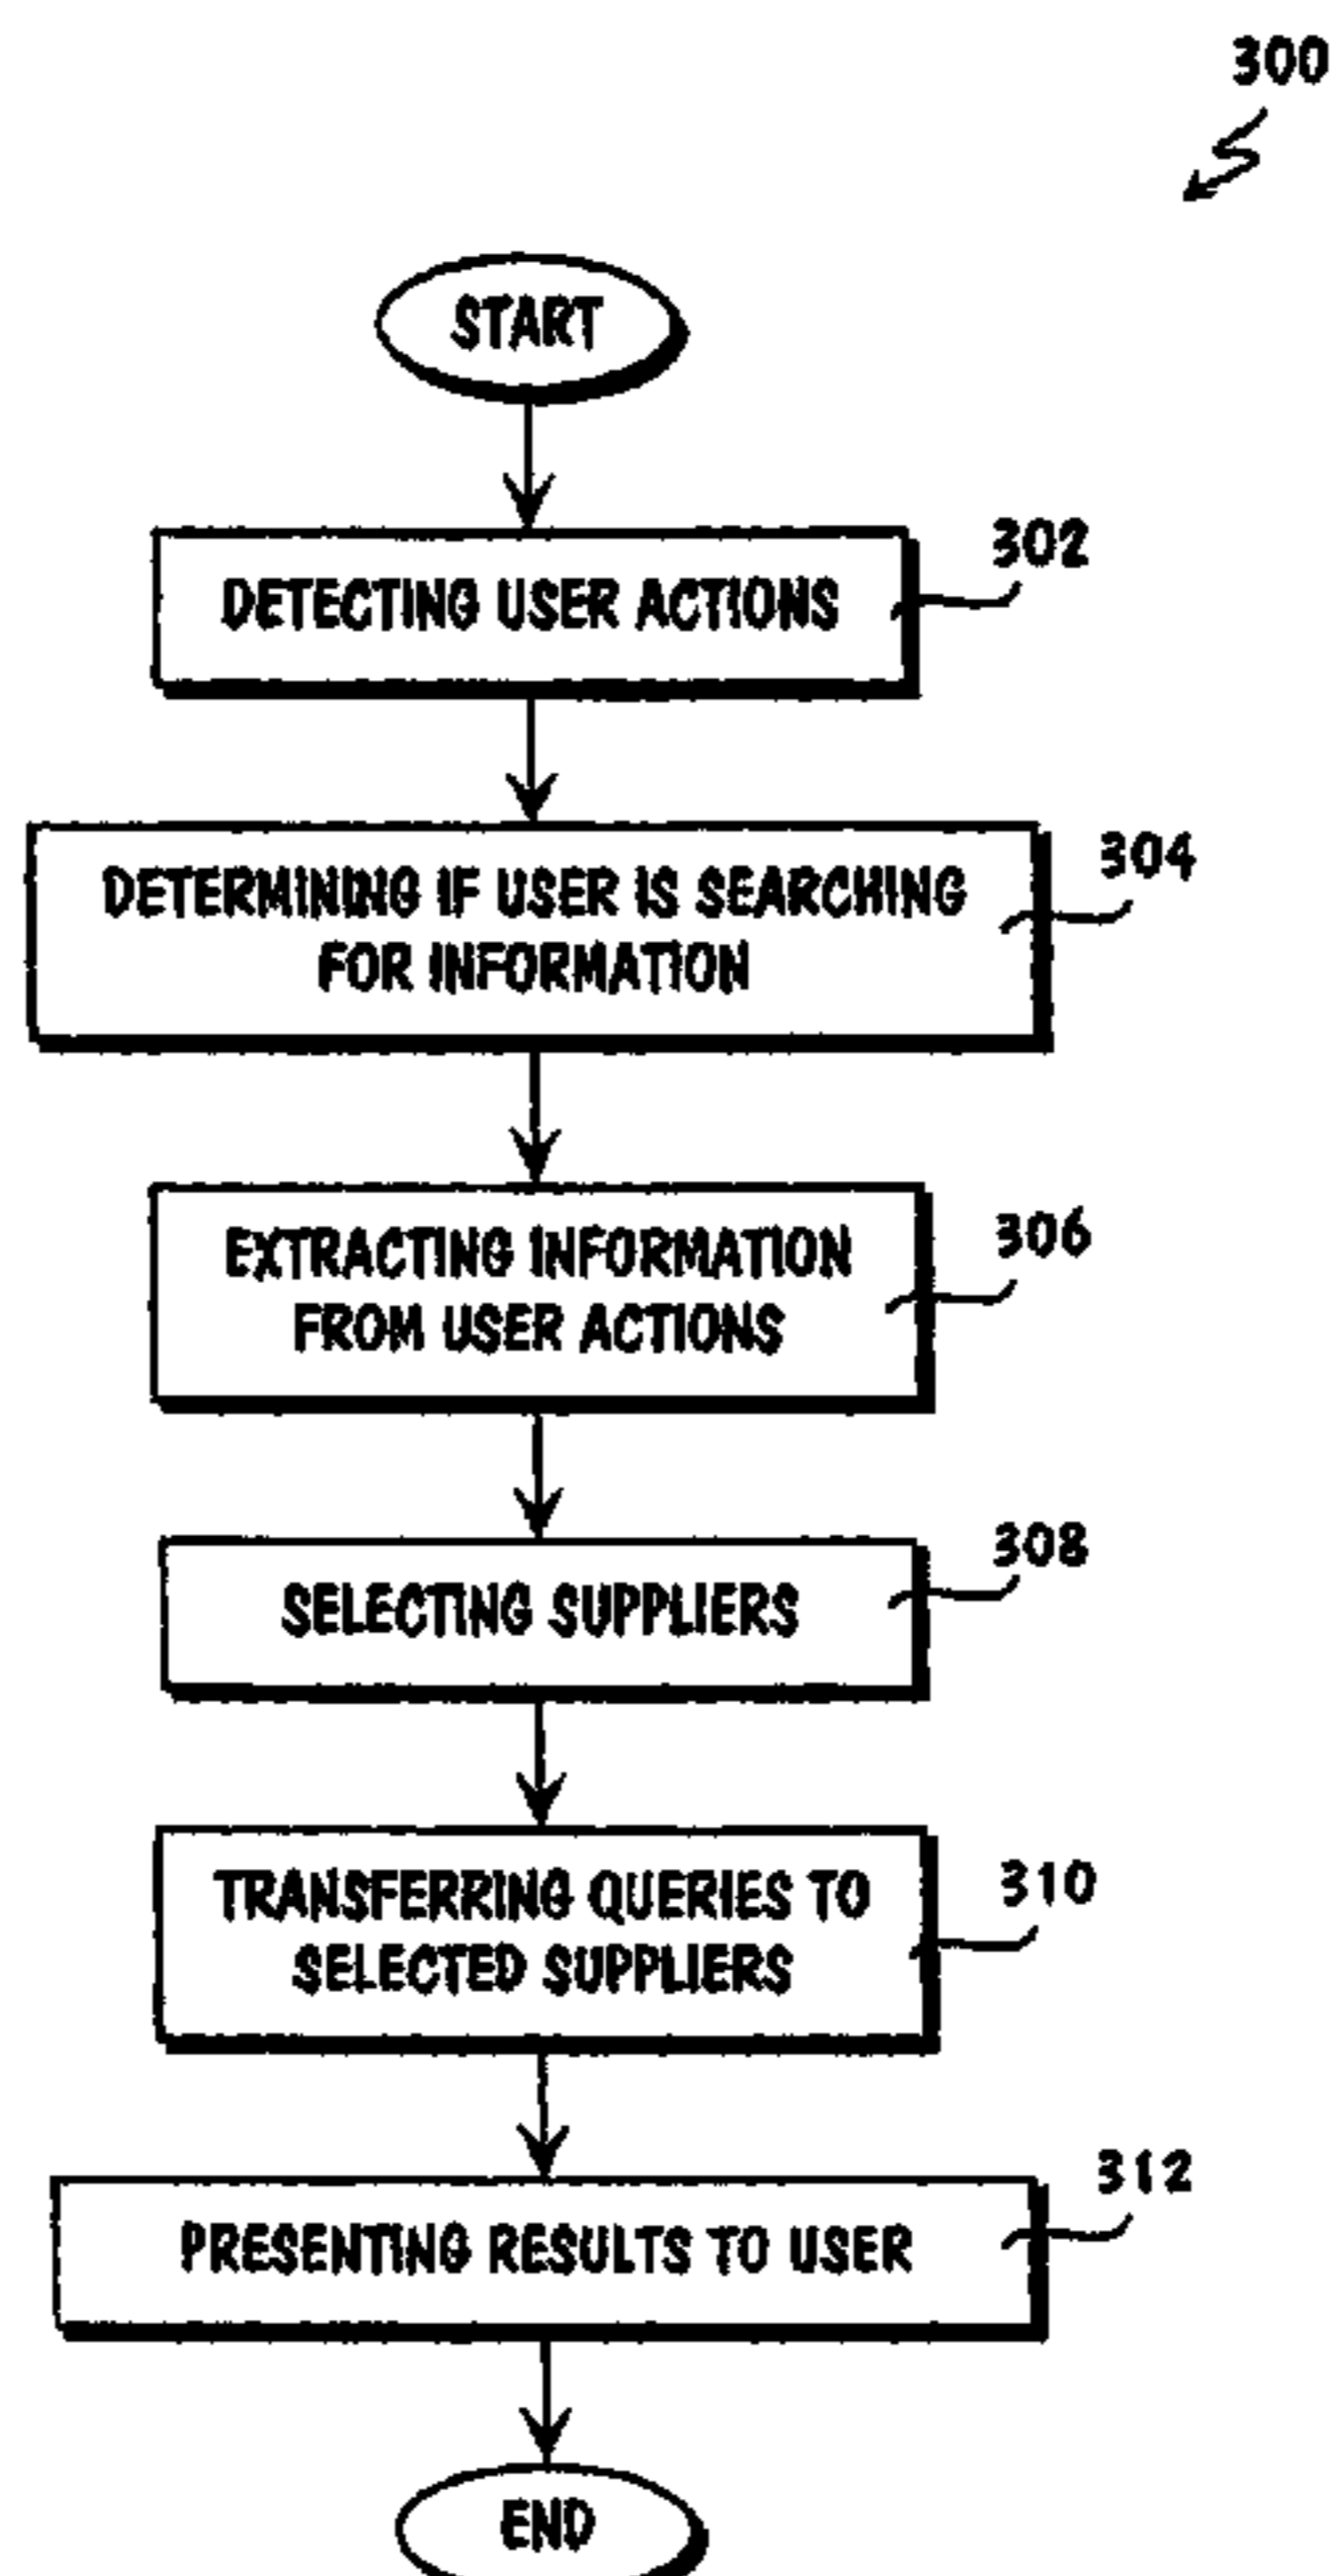 300
START
DETECTING USER ACTIONS
302
DETERMINING IF USER IS SEARCHING
FOR INFORMATION
304
EXTRACTING INFORMATION
FROM USER ACTIONS
306
SELECTING SUPPLIERS
308
TRANSFERRING QUERIES TO
SELECTED SUPPLIERS
310
PRESENTING RESULTS TO USER
312
END